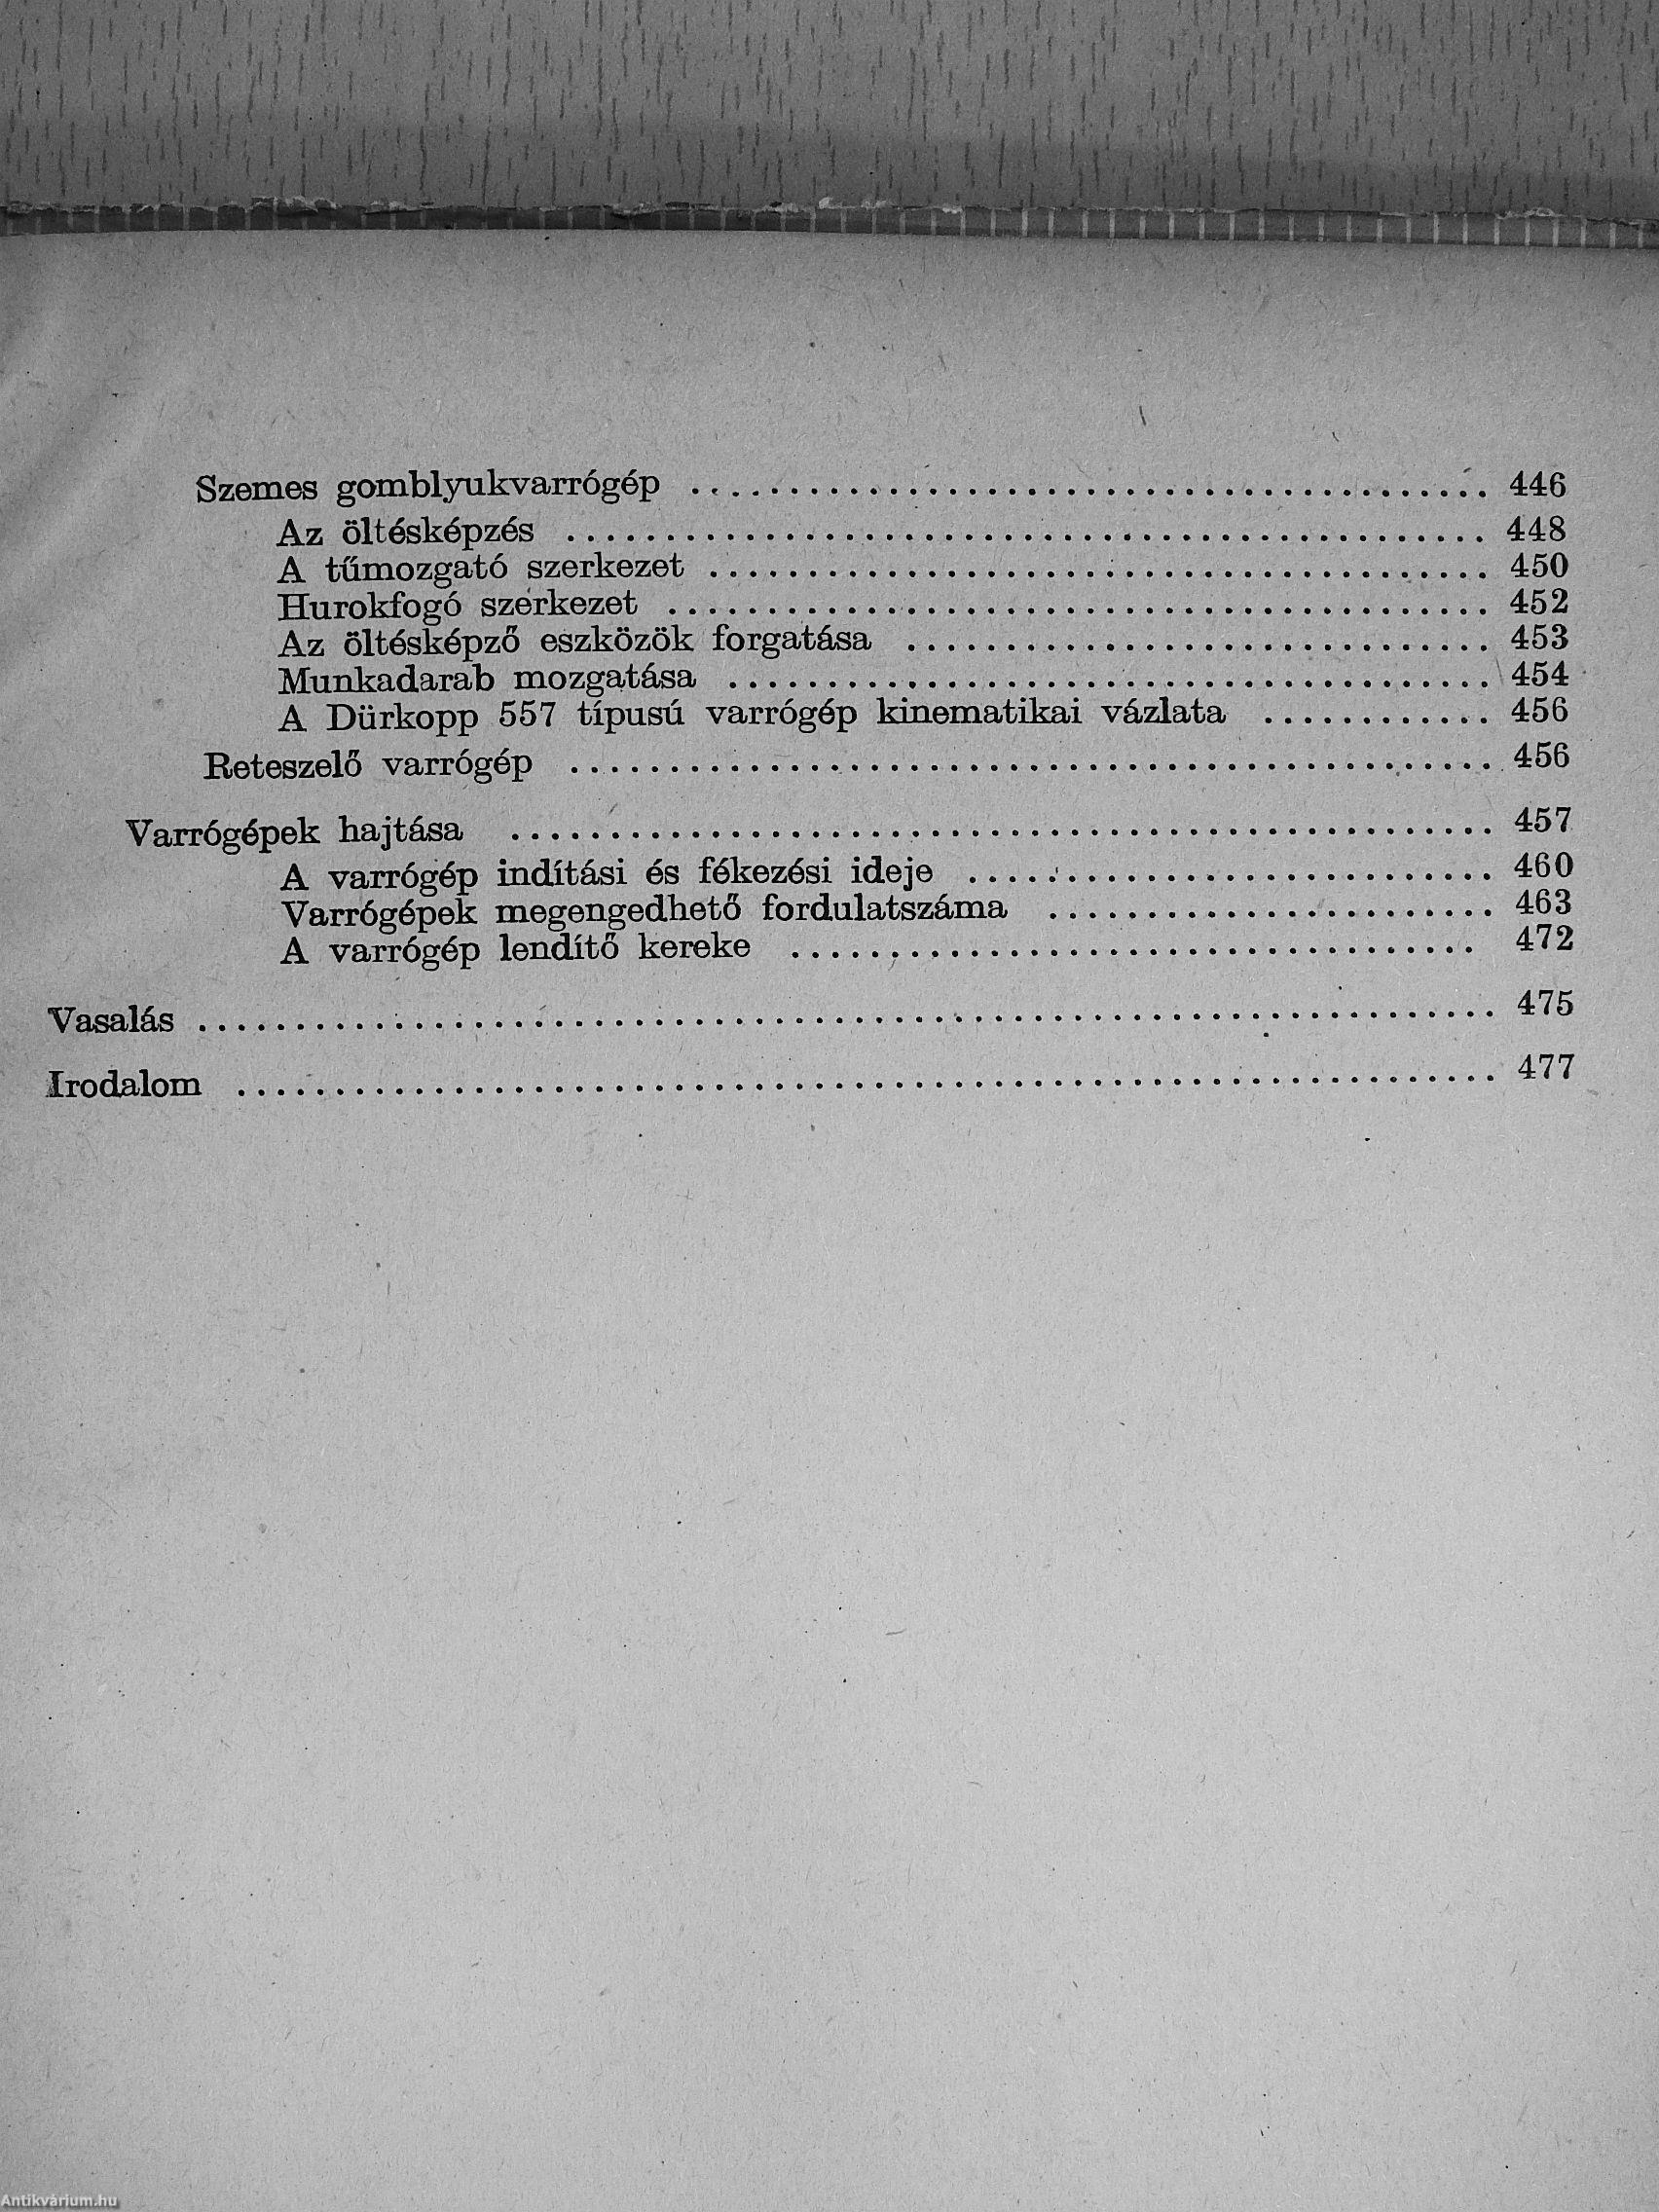 Szemes gomblyukvarrógép ........................................ 446
Az öltésképzés ............................................... 448
A tűmozgató szerkezet ........................................ 450
Hurokfogó szerkezet .......................................... 452
Az öltésképző eszközök forgatása .............................. 453
Munkadarab mozgatása ....................................... 454
A Dürkopp 557 típusú varrógép kinematikai vázlata ............ 456
Reteszelő varrógép ............................................... 456
Varrógépek hajtása .................................................. 457
A varrógép indítási és fékezési ideje ........................... 460
Varrógépek megengedhető fordulatszáma ....................... 463
A varrógép lendítő kereke ................................... 472
Vasalás .................................................................. 475
Irodalom ................................................................ 477
Antikvárium.hu